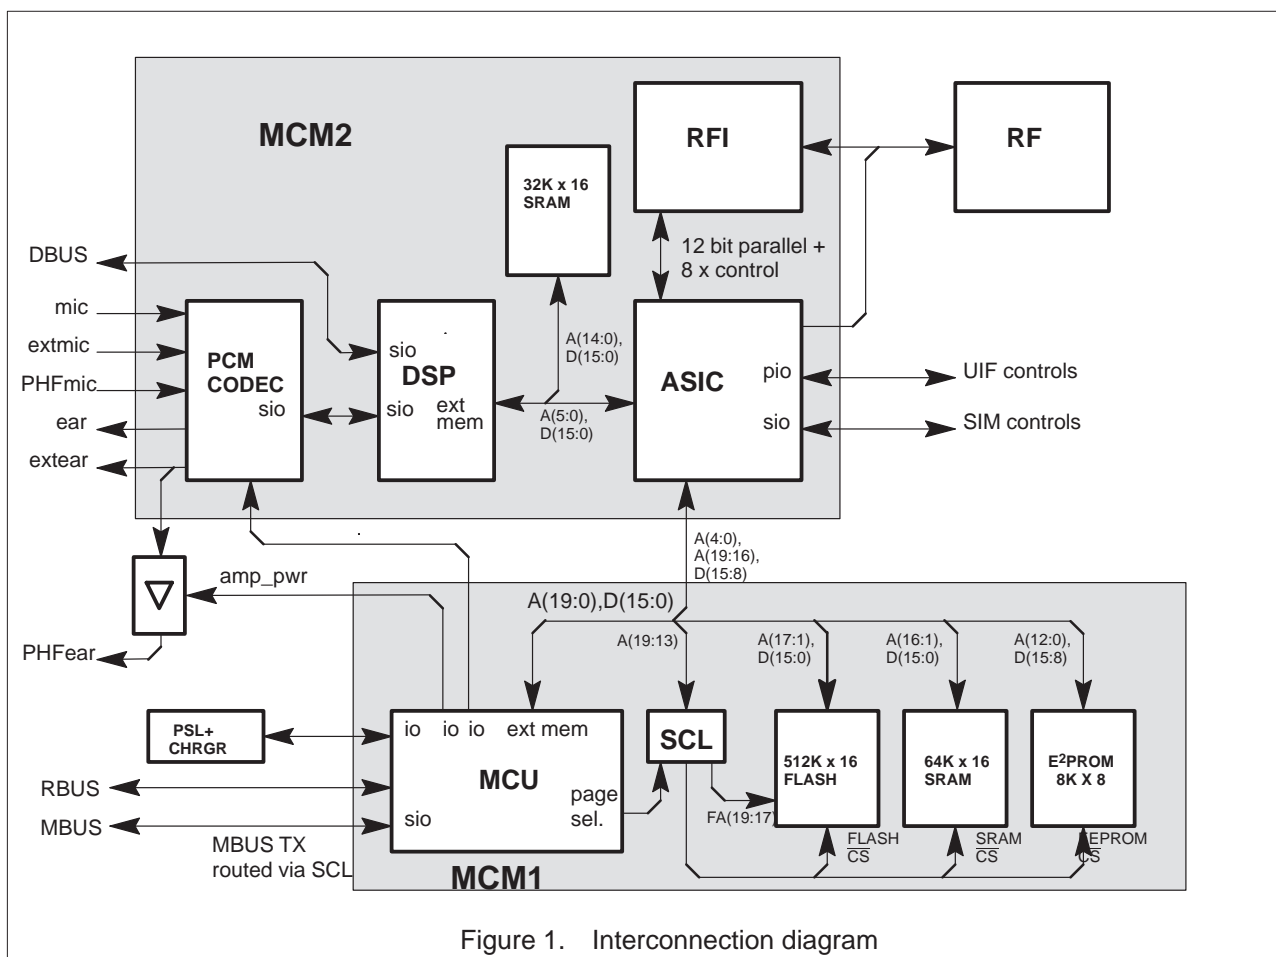 MCM2
RFI
RF
32K x 16
SRAM
12 bit parallel +
8 x control
DBUS
mic
extmic
PHFmic
ear
extear
PCM
CODEC
sio
sio
DSP
sio
ext
mem
A(14:0),
D(15:0)
A(5:0),
D(15:0)
ASIC
pio
sio
UIF controls
SIM controls
A(4:0),
A(19:16),
D(15:8)
amp_pwr
PHFear
A(19:0),D(15:0)
A(19:13)
A(17:1),
D(15:0)
A(16:1),
D(15:0)
A(12:0),
D(15:8)
PSL+
CHRGR
RBUS
MBUS
MBUS TX
routed via SCL
io
io
io
ext mem
MCU
sio
page
sel.
SCL
FA(19:17)
512K x 16
FLASH
64K x 16
SRAM
E²PROM
8K X 8
FLASH
CS
SRAM
CS
EEPROM
CS
MCM1
Figure 1. Interconnection diagram